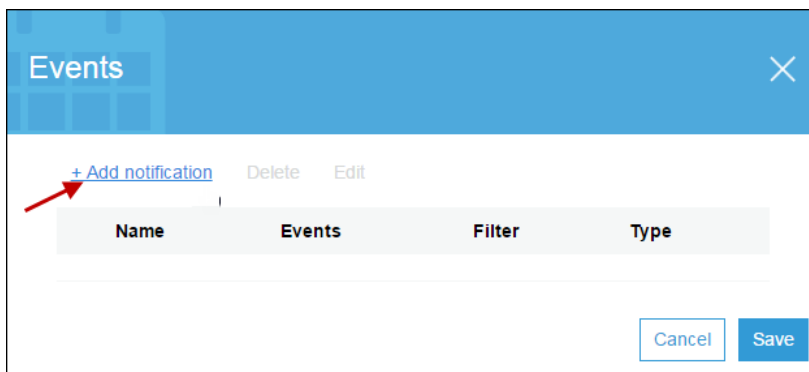 Events
+ Add notification Delete Edit
Name Events Filter Type
Cancel Save